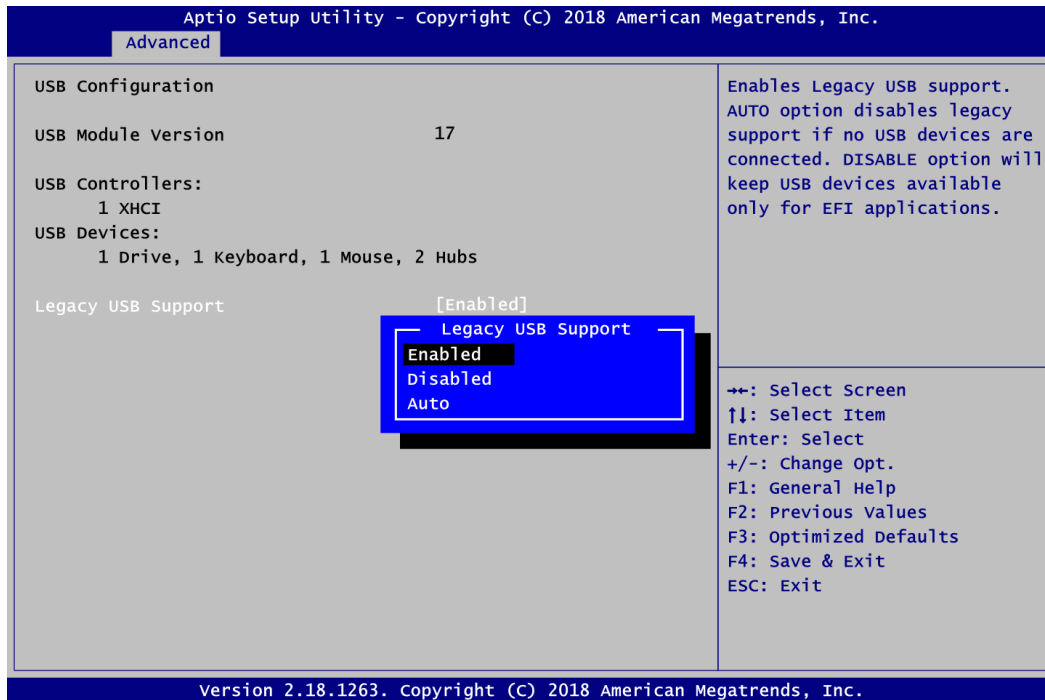 Aptio Setup Utility - Copyright (C) 2018 American Megatrends, Inc.
Advanced
USB Configuration
USB Module Version 17
USB Controllers:
1 XHCI
USB Devices:
1 Drive, 1 Keyboard, 1 Mouse, 2 Hubs
Legacy USB Support [Enabled]
Legacy USB Support
Enabled
Disabled
Auto
Enables Legacy USB support.
AUTO option disables legacy
support if no USB devices are
connected. DISABLE option will
keep USB devices available
only for EFI applications.
→←: Select Screen
↑↓: Select Item
Enter: Select
+/-: Change Opt.
F1: General Help
F2: Previous Values
F3: Optimized Defaults
F4: Save & Exit
ESC: Exit
Version 2.18.1263. Copyright (C) 2018 American Megatrends, Inc.